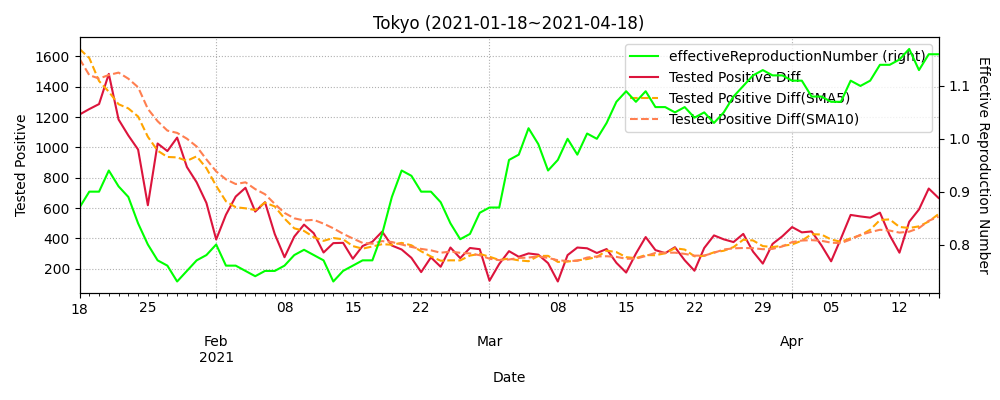 Tokyo (2021-01-18~2021-04-18)
effectiveReproductionNumber (right)
Tested Positive Diff
Tested Positive Diff(SMA5)
Tested Positive Diff(SMA10)
Tested Positive
1600
1400
1200
1000
800
600
400
200
Effective Reproduction Number
1.1
1.0
0.9
0.8
18 25 08 15 22 08 15 22 29 05 12
Feb Mar Apr
2021
Date